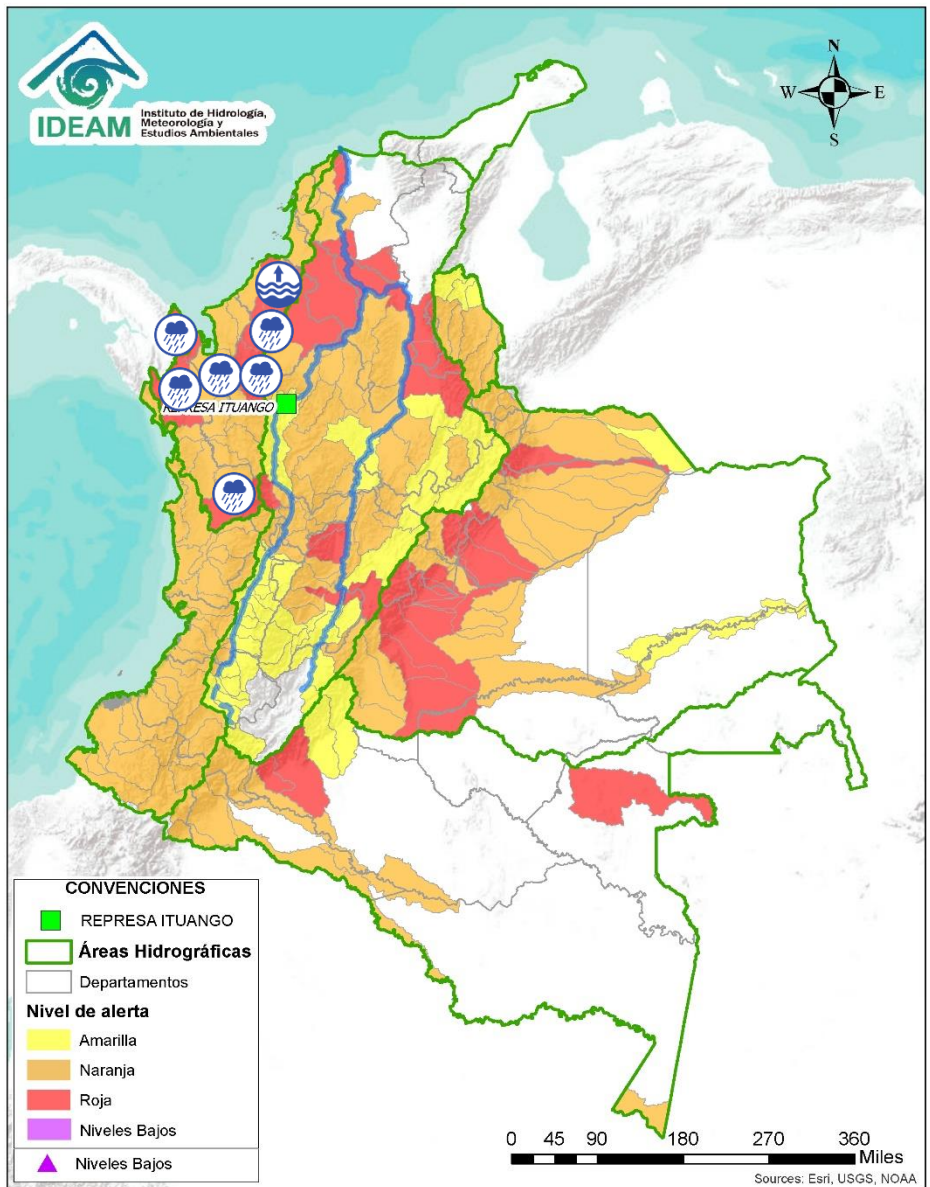 IDEAM
Instituto de Hidrología,
Meteorología y
Estudios Ambientales
N
W
E
S
REPRESA ITUANGO
CONVENCIONES
REPRESA ITUANGO
Áreas Hidrográficas
Departamentos
Nivel de alerta
Amarilla
Naranja
Roja
Niveles Bajos
Niveles Bajos
0 45 90 180 270 360
Miles
Sources: Esri, USGS, NOAA